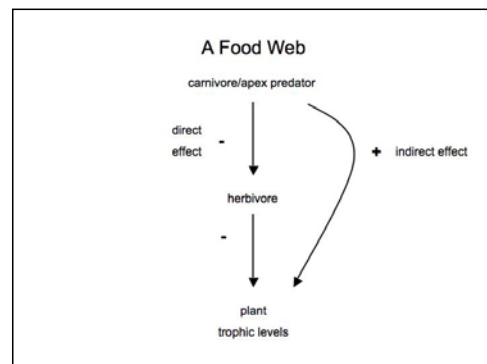 A Food Web
carnivore/apex predator
direct
effect
-
+
indirect effect
herbivore
-
plant
trophic levels